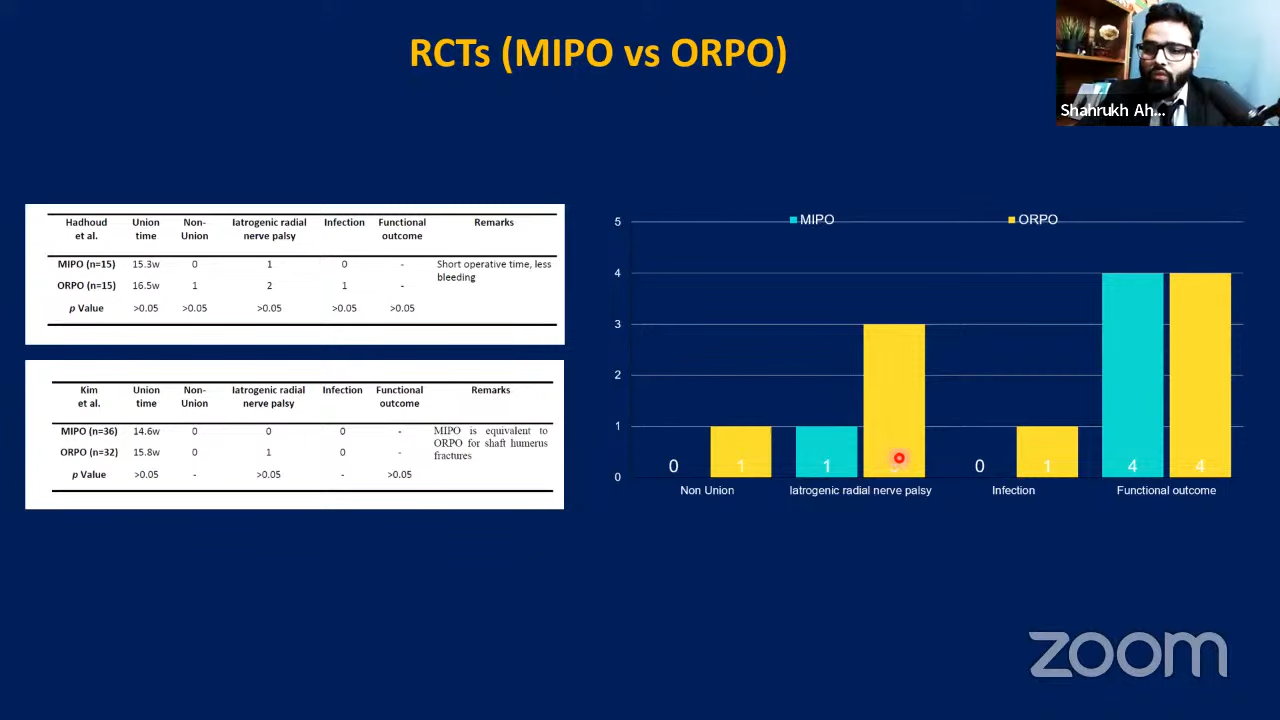 RCTs (MIPO vs ORPO)
Shahrukh Ah...
Hadhoud et al. Union time Non-Union Iatrogenic radial nerve palsy Infection Functional outcome Remarks
MIPO (n=15) 15.3w 0 1 0 - Short operative time, less bleeding
ORPO (n=15) 16.5w 1 2 1 -
p Value >0.05 >0.05 >0.05 >0.05 >0.05
Kim et al. Union time Non-Union Iatrogenic radial nerve palsy Infection Functional outcome Remarks
MIPO (n=36) 14.6w 0 0 0 - MIPO is equivalent to ORPO for shaft humerus fractures
ORPO (n=32) 15.8w 0 1 0 -
p Value >0.05 - >0.05 - >0.05
MIPO ORPO
5
4
3
2
1
0
0 1 1 0 1 4 4
Non Union Iatrogenic radial nerve palsy Infection Functional outcome
zoom